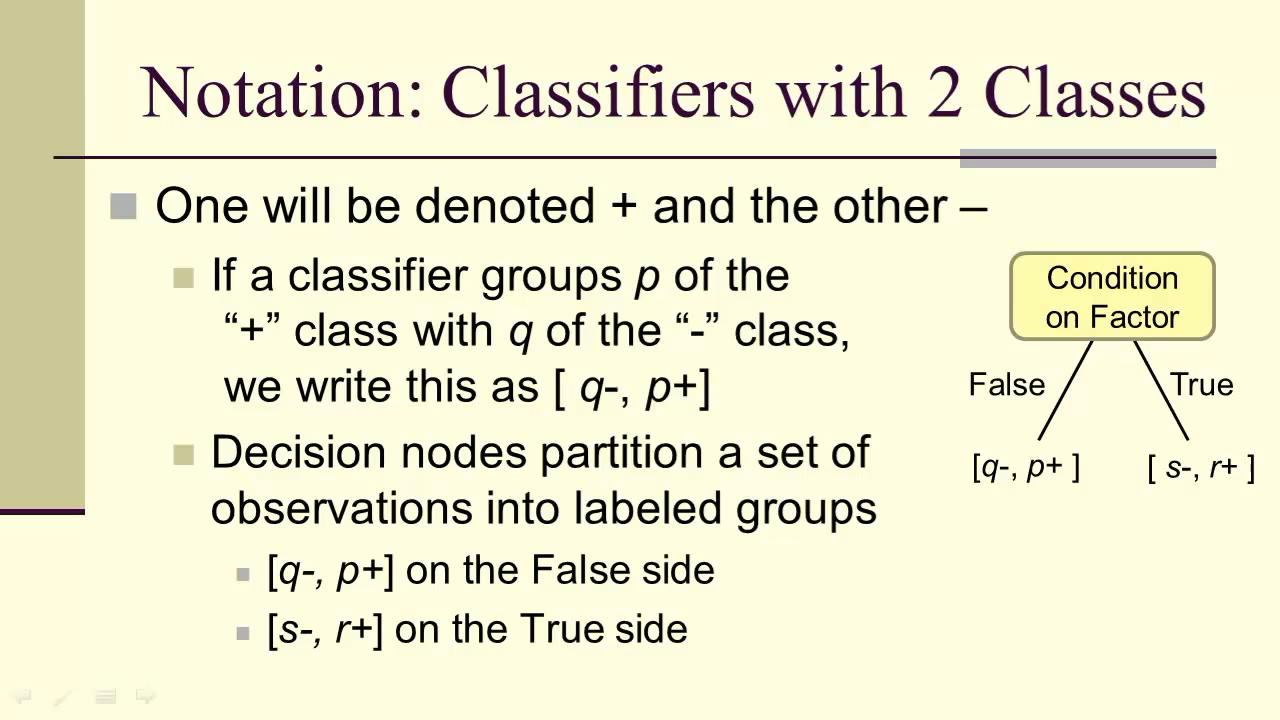 Notation: Classifiers with 2 Classes
One will be denoted + and the other –
If a classifier groups p of the
“+” class with q of the “-” class,
we write this as [ q-, p+]
Decision nodes partition a set of
observations into labeled groups
[q-, p+] on the False side
[s-, r+] on the True side
Condition
on Factor
False
True
[q-, p+ ]
[ s-, r+ ]